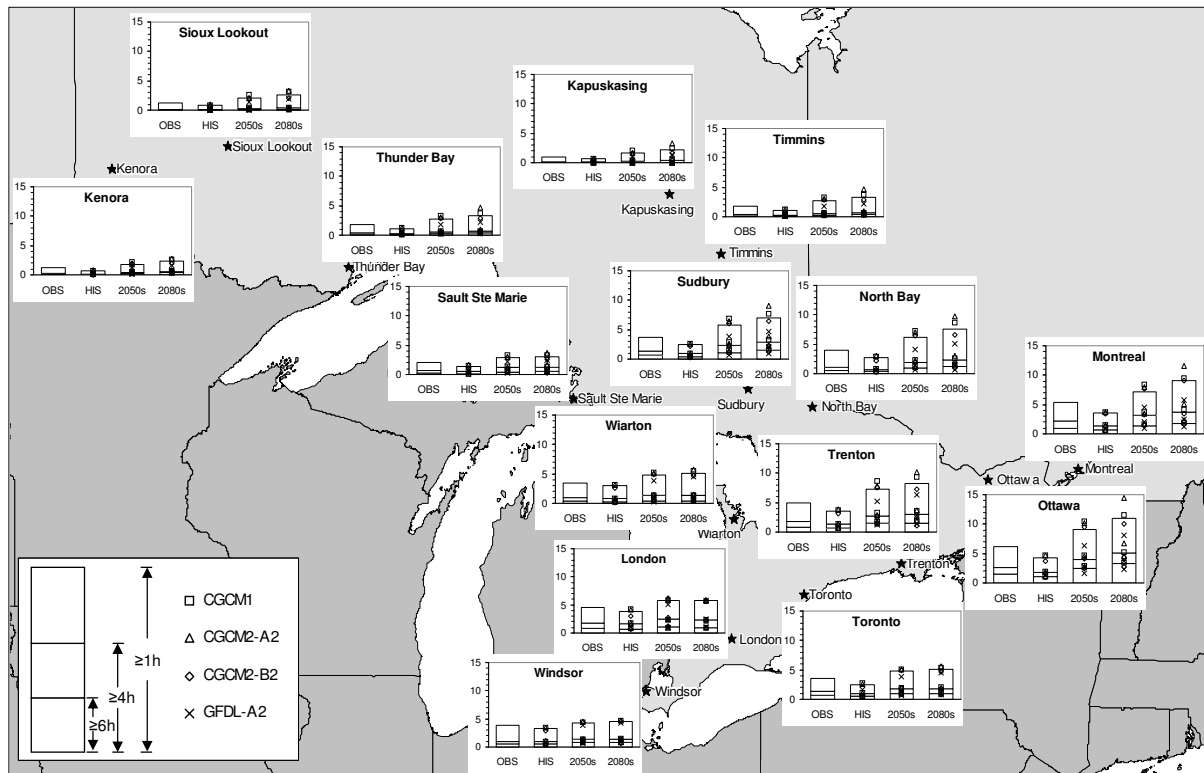 Sioux Lookout
15
10
5
0
OBS HIS 2050s 2080s
Sioux Lookout
Kapuskasing
15
10
5
0
OBS HIS 2050s 2080s
Kapuskasing
Timmins
15
10
5
0
OBS HIS 2050s 2080s
Timmins
Thunder Bay
15
10
5
0
OBS HIS 2050s 2080s
Thunder Bay
Kenora
Kenora
15
10
5
0
OBS HIS 2050s 2080s
Sault Ste Marie
15
10
5
0
OBS HIS 2050s 2080s
Sault Ste Marie
Sudbury
15
10
5
0
OBS HIS 2050s 2080s
Sudbury
North Bay
15
10
5
0
OBS HIS 2050s 2080s
North Bay
Montreal
15
10
5
0
OBS HIS 2050s 2080s
Montreal
Wiarton
15
10
5
0
OBS HIS 2050s 2080s
Wiarton
Trenton
15
10
5
0
OBS HIS 2050s 2080s
Trenton
Ottawa
Ottawa
15
10
5
0
OBS HIS 2050s 2080s
London
15
10
5
0
OBS HIS 2050s 2080s
London
Toronto
Toronto
15
10
5
0
OBS HIS 2050s 2080s
Windsor
15
10
5
0
OBS HIS 2050s 2080s
Windsor
≥1h
≥4h
≥6h
CGCM1
CGCM2-A2
CGCM2-B2
GFDL-A2